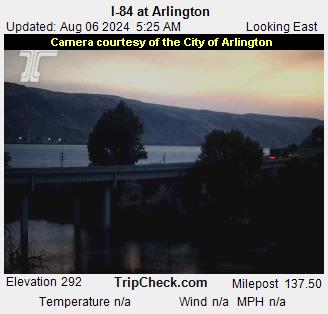 I-84 at Arlington
Updated: Aug 06 2024 5:25 AM Looking East
Camera courtesy of the City of Arlington
Elevation 292 TripCheck.com Milepost 137.50
Temperature n/a Wind n/a MPH n/a